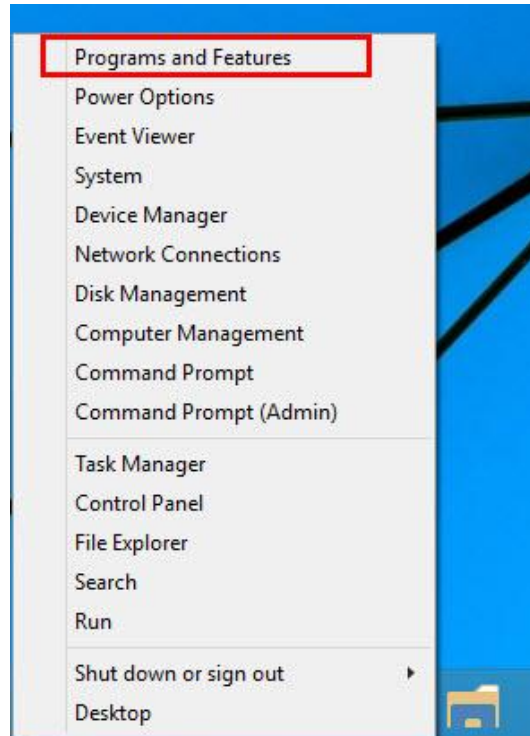 Programs and Features
Power Options
Event Viewer
System
Device Manager
Network Connections
Disk Management
Computer Management
Command Prompt
Command Prompt (Admin)
Task Manager
Control Panel
File Explorer
Search
Run
Shut down or sign out
Desktop